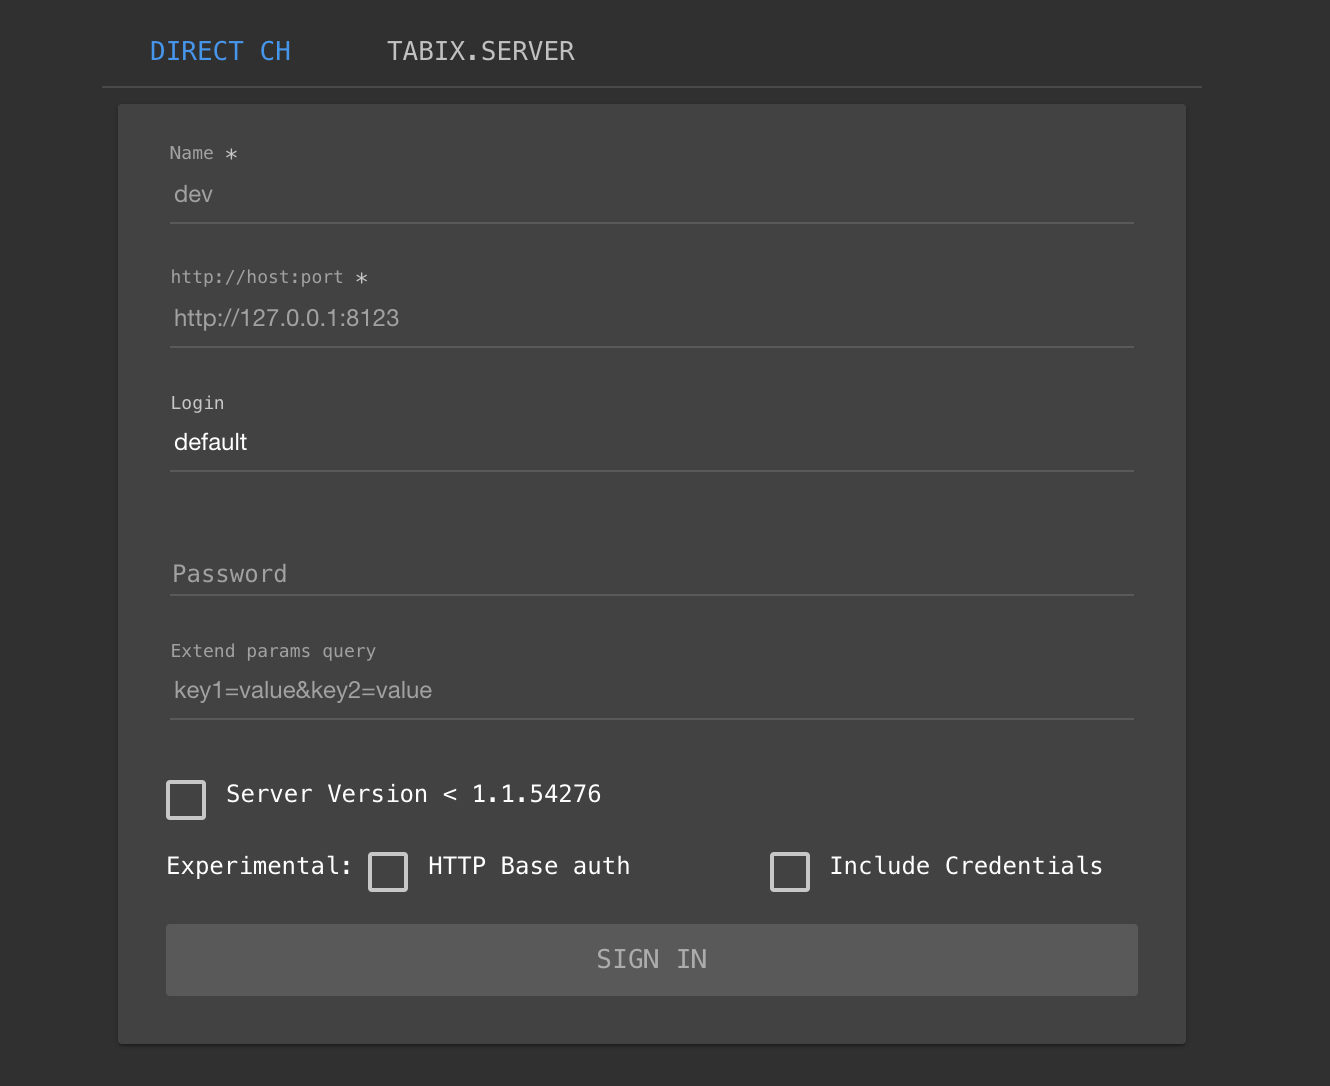 DIRECT CH TABIX.SERVER
Name *
dev
http://host:port *
http://127.0.0.1:8123
Login
default
Password
Extend params query
key1=value&key2=value
Server Version < 1.1.54276
Experimental: HTTP Base auth Include Credentials
SIGN IN